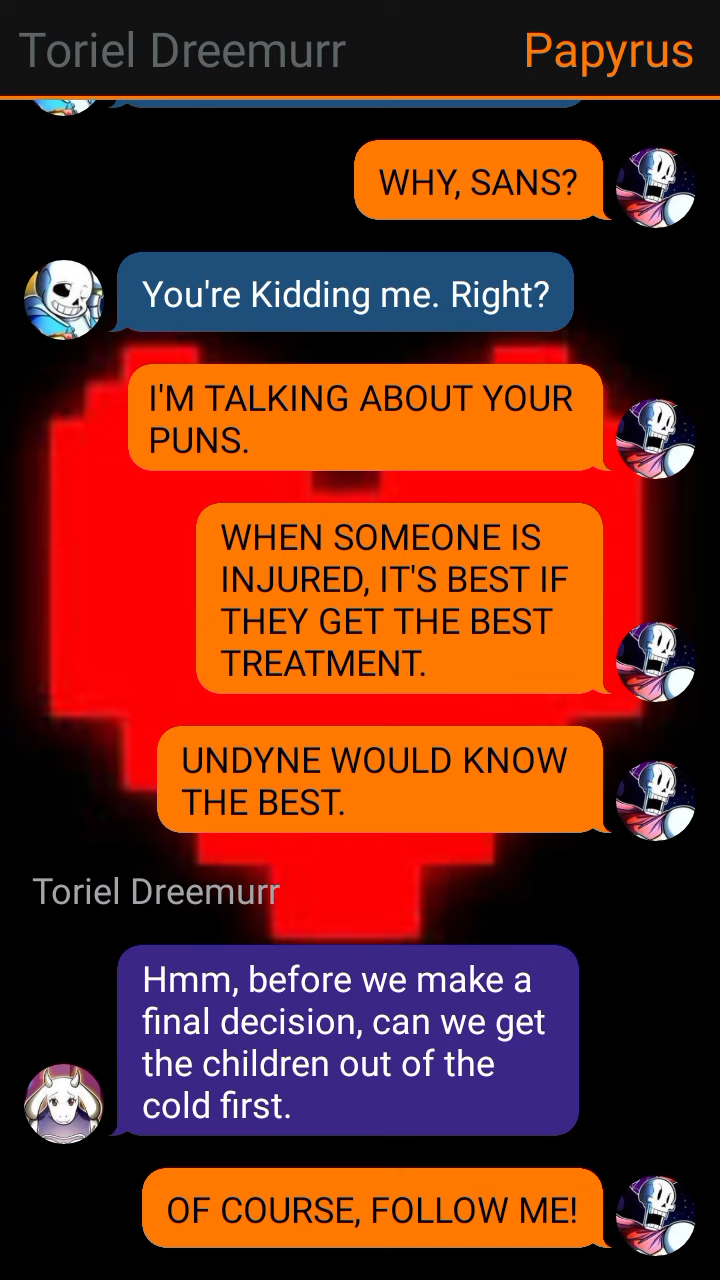 Toriel Dreemurr
Papyrus
WHY, SANS?
You're Kidding me. Right?
I'M TALKING ABOUT YOUR
PUNS.
WHEN SOMEONE IS
INJURED, IT'S BEST IF
THEY GET THE BEST
TREATMENT.
UNDYNE WOULD KNOW
THE BEST.
Toriel Dreemurr
Hmm, before we make a
final decision, can we get
the children out of the
cold first.
OF COURSE, FOLLOW ME!